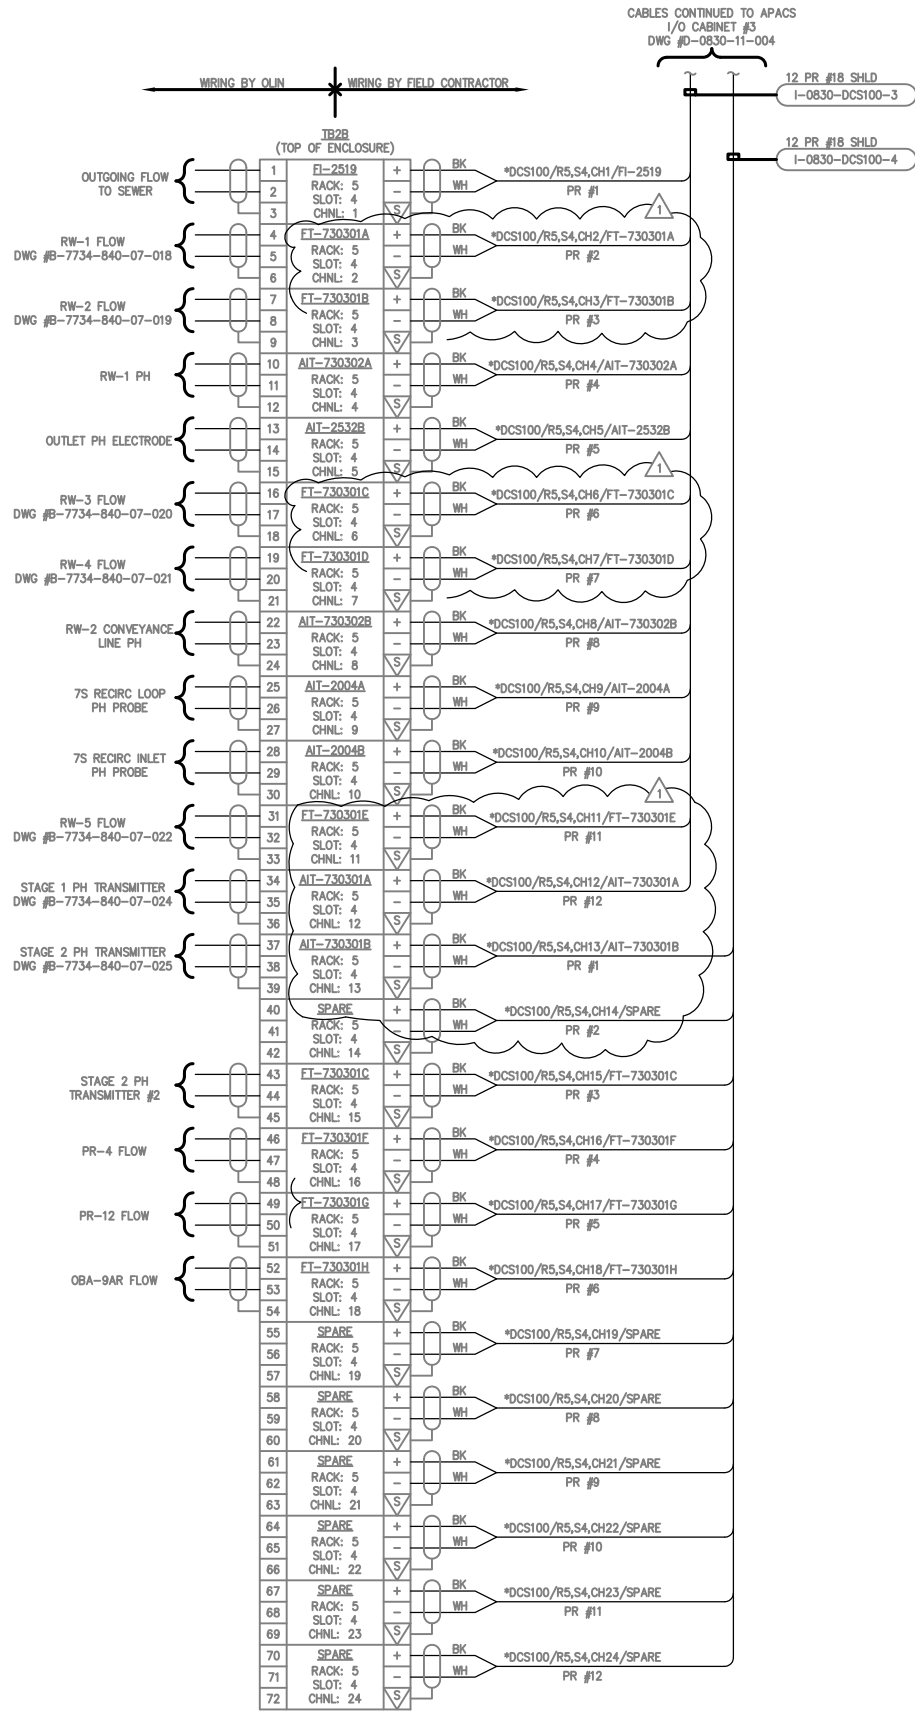 CABLES CONTINUED TO APACS
I/O CABINET #3
DWG #D-0830-11-004
12 PR #18 SHLD
I-0830-DCS100-3
12 PR #18 SHLD
I-0830-DCS100-4
WIRING BY OLIN
WIRING BY FIELD CONTRACTOR
TB2B
(TOP OF ENCLOSURE)
OUTGOING FLOW
TO SEWER
1 FI-2519 + BK *DCS100/R5,S4,CH1/FI-2519
2 RACK: 5 - WH PR #1
SLOT: 4
3 CHNL: 1 S
1
RW-1 FLOW
DWG #B-7734-840-07-018
4 FT-730301A + BK *DCS100/R5,S4,CH2/FT-730301A
5 RACK: 5 - WH PR #2
SLOT: 4
6 CHNL: 2 S
RW-2 FLOW
DWG #B-7734-840-07-019
7 FT-730301B + BK *DCS100/R5,S4,CH3/FT-730301B
8 RACK: 5 - WH PR #3
SLOT: 4
9 CHNL: 3 S
RW-1 PH
10 AIT-730302A + BK *DCS100/R5,S4,CH4/AIT-730302A
11 RACK: 5 - WH PR #4
SLOT: 4
12 CHNL: 4 S
OUTLET PH ELECTRODE
13 AIT-2532B + BK *DCS100/R5,S4,CH5/AIT-2532B
14 RACK: 5 - WH PR #5
SLOT: 4
15 CHNL: 5 S
1
RW-3 FLOW
DWG #B-7734-840-07-020
16 FT-730301C + BK *DCS100/R5,S4,CH6/FT-730301C
17 RACK: 5 - WH PR #6
SLOT: 4
18 CHNL: 6 S
RW-4 FLOW
DWG #B-7734-840-07-021
19 FT-730301D + BK *DCS100/R5,S4,CH7/FT-730301D
20 RACK: 5 - WH PR #7
SLOT: 4
21 CHNL: 7 S
RW-2 CONVEYANCE
LINE PH
22 AIT-730302B + BK *DCS100/R5,S4,CH8/AIT-730302B
23 RACK: 5 - WH PR #8
SLOT: 4
24 CHNL: 8 S
7S RECIRC LOOP
PH PROBE
25 AIT-2004A + BK *DCS100/R5,S4,CH9/AIT-2004A
26 RACK: 5 - WH PR #9
SLOT: 4
27 CHNL: 9 S
7S RECIRC INLET
PH PROBE
28 AIT-2004B + BK *DCS100/R5,S4,CH10/AIT-2004B
29 RACK: 5 - WH PR #10
SLOT: 4
30 CHNL: 10 S
1
RW-5 FLOW
DWG #B-7734-840-07-022
31 FT-730301E + BK *DCS100/R5,S4,CH11/FT-730301E
32 RACK: 5 - WH PR #11
SLOT: 4
33 CHNL: 11 S
STAGE 1 PH TRANSMITTER
DWG #B-7734-840-07-024
34 AIT-730301A + BK *DCS100/R5,S4,CH12/AIT-730301A
35 RACK: 5 - WH PR #12
SLOT: 4
36 CHNL: 12 S
STAGE 2 PH TRANSMITTER
DWG #B-7734-840-07-025
37 AIT-730301B + BK *DCS100/R5,S4,CH13/AIT-730301B
38 RACK: 5 - WH PR #1
SLOT: 4
39 CHNL: 13 S
40 SPARE + BK *DCS100/R5,S4,CH14/SPARE
41 RACK: 5 - WH PR #2
SLOT: 4
42 CHNL: 14 S
STAGE 2 PH
TRANSMITTER #2
43 FT-730301C + BK *DCS100/R5,S4,CH15/FT-730301C
44 RACK: 5 - WH PR #3
SLOT: 4
45 CHNL: 15 S
PR-4 FLOW
46 FT-730301F + BK *DCS100/R5,S4,CH16/FT-730301F
47 RACK: 5 - WH PR #4
SLOT: 4
48 CHNL: 16 S
PR-12 FLOW
49 FT-730301G + BK *DCS100/R5,S4,CH17/FT-730301G
50 RACK: 5 - WH PR #5
SLOT: 4
51 CHNL: 17 S
OBA-9AR FLOW
52 FT-730301H + BK *DCS100/R5,S4,CH18/FT-730301H
53 RACK: 5 - WH PR #6
SLOT: 4
54 CHNL: 18 S
55 SPARE + BK *DCS100/R5,S4,CH19/SPARE
56 RACK: 5 - WH PR #7
SLOT: 4
57 CHNL: 19 S
58 SPARE + BK *DCS100/R5,S4,CH20/SPARE
59 RACK: 5 - WH PR #8
SLOT: 4
60 CHNL: 20 S
61 SPARE + BK *DCS100/R5,S4,CH21/SPARE
62 RACK: 5 - WH PR #9
SLOT: 4
63 CHNL: 21 S
64 SPARE + BK *DCS100/R5,S4,CH22/SPARE
65 RACK: 5 - WH PR #10
SLOT: 4
66 CHNL: 22 S
67 SPARE + BK *DCS100/R5,S4,CH23/SPARE
68 RACK: 5 - WH PR #11
SLOT: 4
69 CHNL: 23 S
70 SPARE + BK *DCS100/R5,S4,CH24/SPARE
71 RACK: 5 - WH PR #12
SLOT: 4
72 CHNL: 24 S